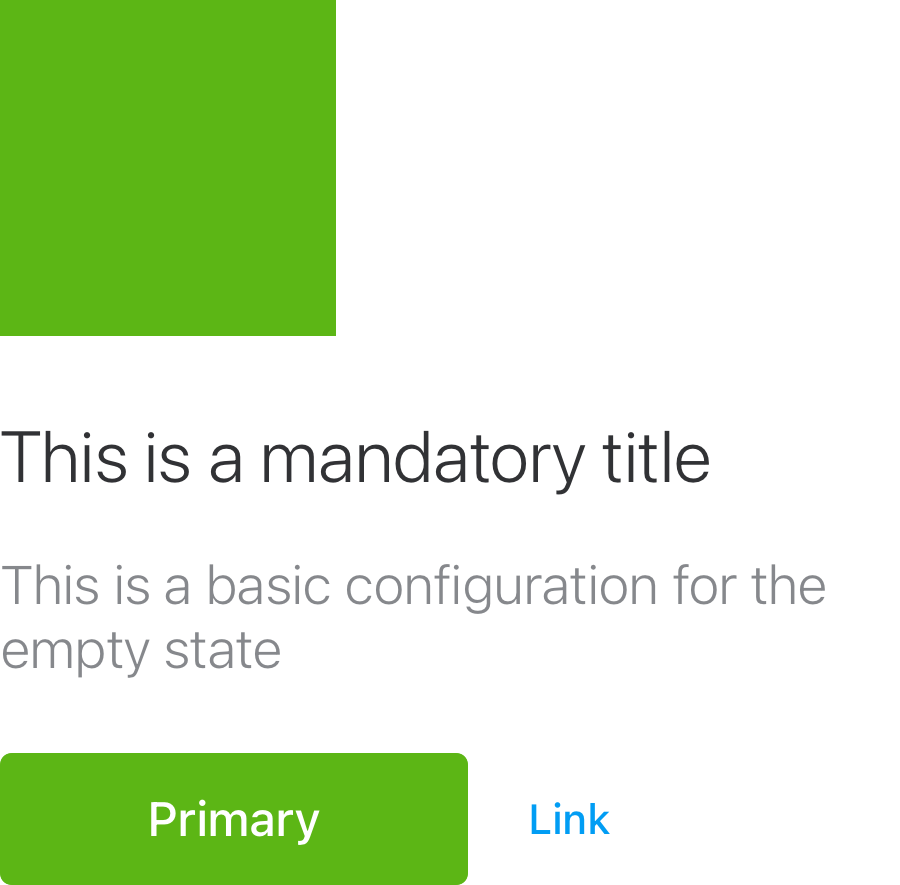 This is a mandatory title
This is a basic configuration for the
empty state
Primary
Link